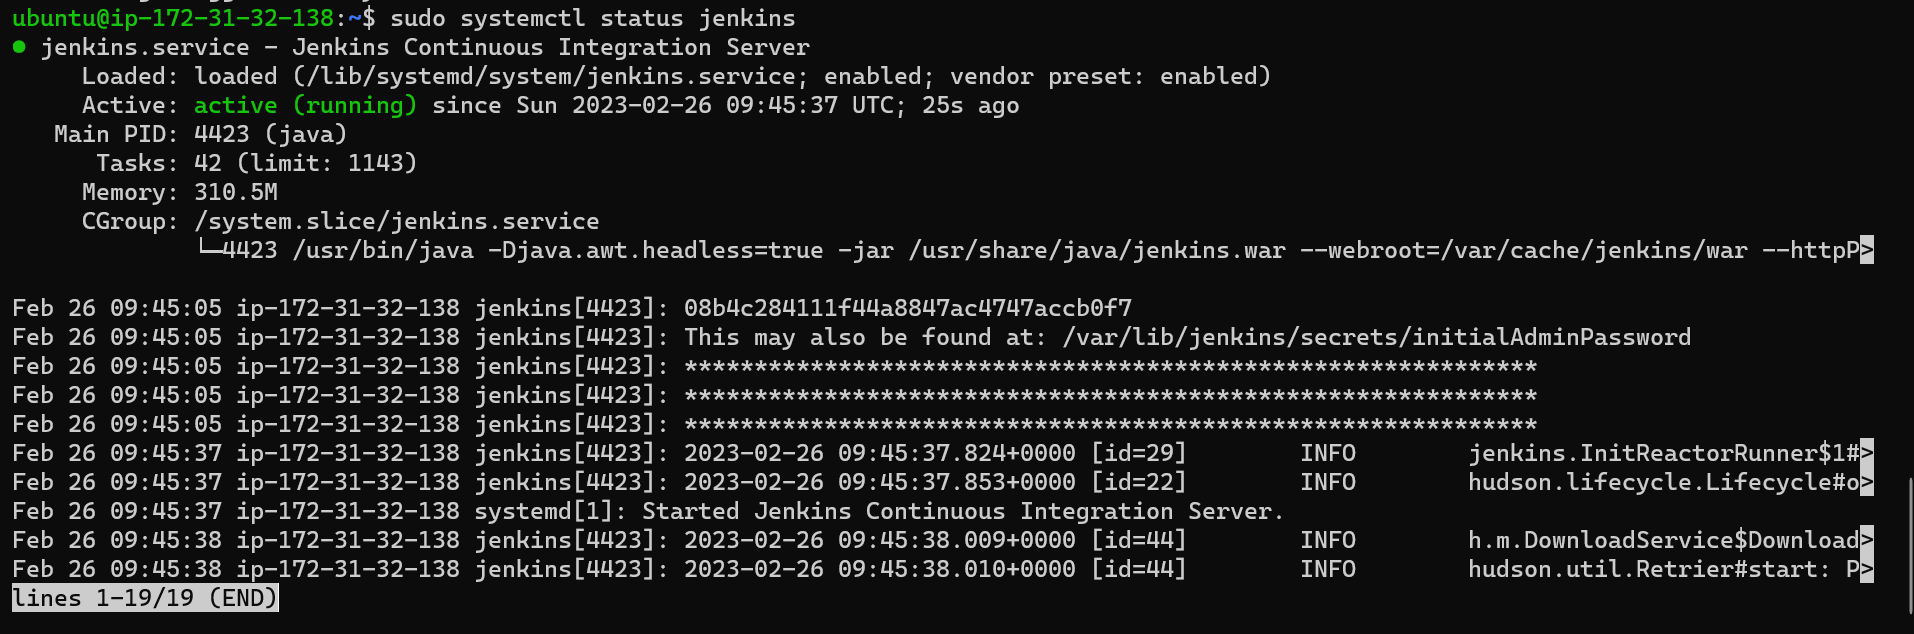 ubuntu@ip-172-31-32-138:~$ sudo systemctl status jenkins
● jenkins.service - Jenkins Continuous Integration Server
     Loaded: loaded (/lib/systemd/system/jenkins.service; enabled; vendor preset: enabled)
     Active: active (running) since Sun 2023-02-26 09:45:37 UTC; 25s ago
   Main PID: 4423 (java)
      Tasks: 42 (limit: 1143)
     Memory: 310.5M
     CGroup: /system.slice/jenkins.service
             └─4423 /usr/bin/java -Djava.awt.headless=true -jar /usr/share/java/jenkins.war --webroot=/var/cache/jenkins/war --httpP>
Feb 26 09:45:05 ip-172-31-32-138 jenkins[4423]: 08b4c284111f44a8847ac4747accb0f7
Feb 26 09:45:05 ip-172-31-32-138 jenkins[4423]: This may also be found at: /var/lib/jenkins/secrets/initialAdminPassword
Feb 26 09:45:05 ip-172-31-32-138 jenkins[4423]: *************************************************************
Feb 26 09:45:05 ip-172-31-32-138 jenkins[4423]: *************************************************************
Feb 26 09:45:05 ip-172-31-32-138 jenkins[4423]: *************************************************************
Feb 26 09:45:37 ip-172-31-32-138 jenkins[4423]: 2023-02-26 09:45:37.824+0000 [id=29]        INFO        jenkins.InitReactorRunner$1#>
Feb 26 09:45:37 ip-172-31-32-138 jenkins[4423]: 2023-02-26 09:45:37.853+0000 [id=22]        INFO        hudson.lifecycle.Lifecycle#o>
Feb 26 09:45:37 ip-172-31-32-138 systemd[1]: Started Jenkins Continuous Integration Server.
Feb 26 09:45:38 ip-172-31-32-138 jenkins[4423]: 2023-02-26 09:45:38.009+0000 [id=44]        INFO        h.m.DownloadService$Download>
Feb 26 09:45:38 ip-172-31-32-138 jenkins[4423]: 2023-02-26 09:45:38.010+0000 [id=44]        INFO        hudson.util.Retrier#start: P>
lines 1-19/19 (END)